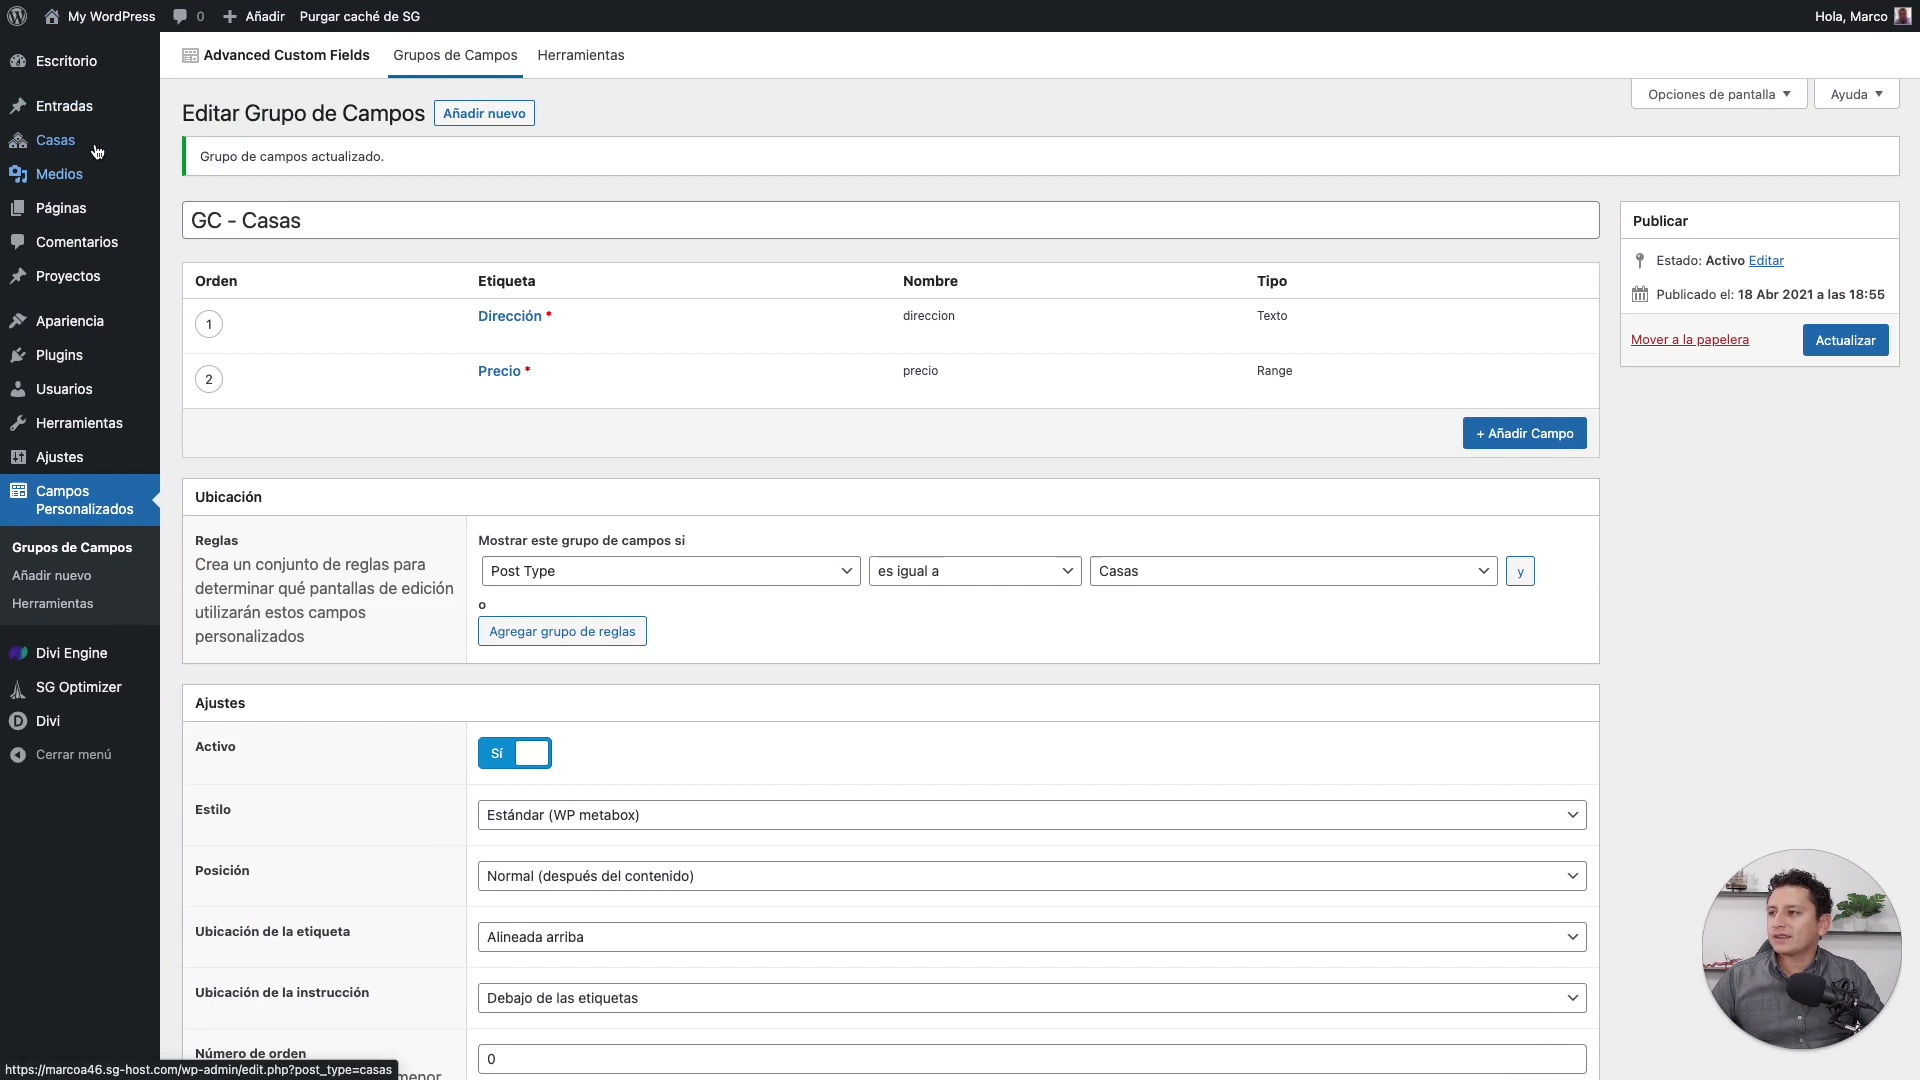 My WordPress
0
Añadir
Purgar caché de SG
Hola, Marco
Escritorio
Entradas
Casas
Medios
Páginas
Comentarios
Proyectos
Apariencia
Plugins
Usuarios
Herramientas
Ajustes
Campos
Personalizados
Grupos de Campos
Añadir nuevo
Herramientas
Divi Engine
SG Optimizer
Divi
Cerrar menú
Advanced Custom Fields
Grupos de Campos
Herramientas
Opciones de pantalla
Ayuda
Editar Grupo de Campos
Añadir nuevo
Grupo de campos actualizado.
GC - Casas
Orden
Etiqueta
Nombre
Tipo
1
Dirección *
direccion
Texto
2
Precio *
precio
Range
+ Añadir Campo
Ubicación
Reglas
Crea un conjunto de reglas para
determinar qué pantallas de edición
utilizarán estos campos
personalizados
Mostrar este grupo de campos si
Post Type
es igual a
Casas
y
o
Agregar grupo de reglas
Ajustes
Activo
Sí
Estilo
Estándar (WP metabox)
Posición
Normal (después del contenido)
Ubicación de la etiqueta
Alineada arriba
Ubicación de la instrucción
Debajo de las etiquetas
Número de orden
0
menor
Publicar
Estado: Activo Editar
Publicado el: 18 Abr 2021 a las 18:55
Mover a la papelera
Actualizar
https://marcoa46.sg-host.com/wp-admin/edit.php?post_type=casas